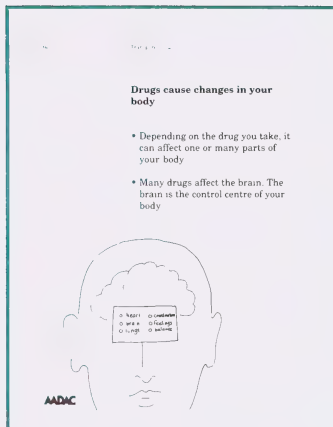 Drugs cause changes in your
body
• Depending on the drug you take, it
can affect one or many parts of
your body
• Many drugs affect the brain. The
brain is the control centre of your
body
heart
feelings
lungs balance
AADAC